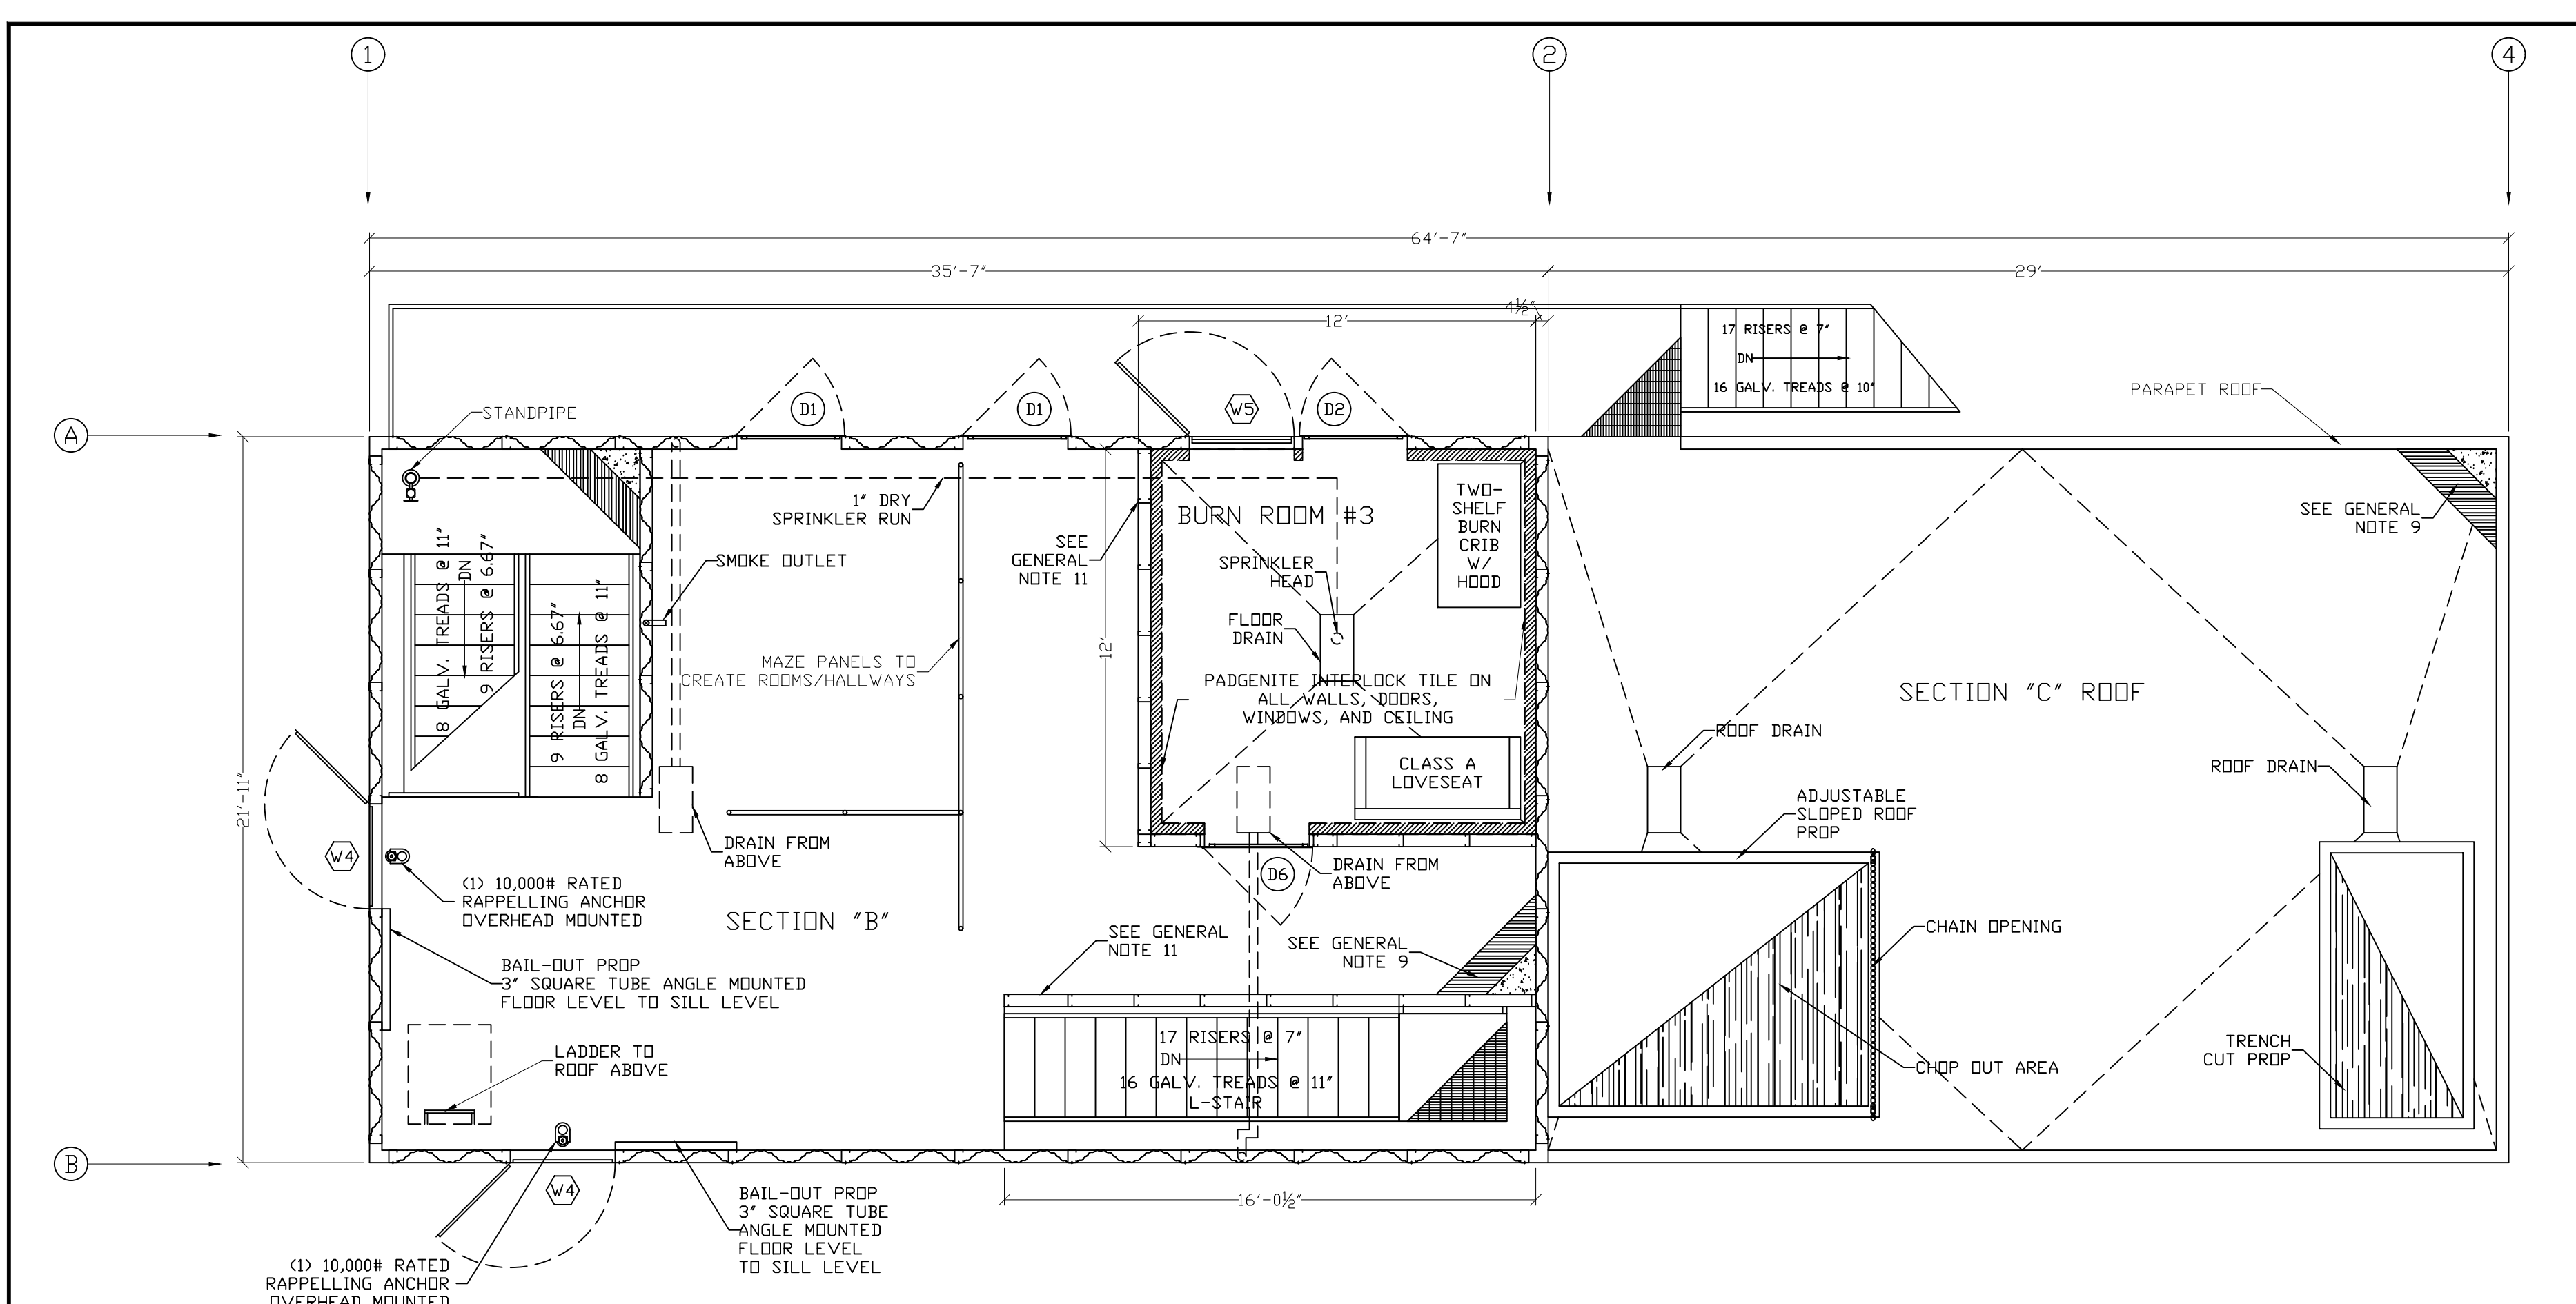 1
2
4
64'-7"
35'-7"
29'
4½"
12'
17 RISERS @ 7"
DN
16 GALV. TREADS @ 10"
PARAPET ROOF
STANDPIPE
D1
D1
W5
D2
A
1" DRY
SPRINKLER RUN
BURN ROOM #3
TWO-
SHELF
BURN
CRIB
W/
HOOD
SEE GENERAL
NOTE 9
SEE
GENERAL
NOTE 11
SMOKE OUTLET
SPRINKLER
HEAD
8 GALV. TREADS @ 11"
DN
9 RISERS @ 6.67"
9 RISERS @ 6.67"
DN
8 GALV. TREADS @ 11"
FLOOR
DRAIN
12'
MAZE PANELS TO
CREATE ROOMS/HALLWAYS
PADGENITE INTERLOCK TILE ON
ALL WALLS, DOORS,
WINDOWS, AND CEILING
SECTION "C" ROOF
ROOF DRAIN
ROOF DRAIN
CLASS A
LOVESEAT
21'-11"
ADJUSTABLE
SLOPED ROOF
PROP
DRAIN FROM
ABOVE
W4
DRAIN FROM
ABOVE
D6
(1) 10,000# RATED
RAPPELLING ANCHOR
OVERHEAD MOUNTED
SECTION "B"
CHAIN OPENING
SEE GENERAL
NOTE 11
SEE GENERAL
NOTE 9
BAIL-OUT PROP
3" SQUARE TUBE ANGLE MOUNTED
FLOOR LEVEL TO SILL LEVEL
17 RISERS @ 7"
DN
16 GALV. TREADS @ 11"
L-STAIR
LADDER TO
ROOF ABOVE
TRENCH
CUT PROP
CHOP OUT AREA
B
W4
BAIL-OUT PROP
3" SQUARE TUBE
ANGLE MOUNTED
FLOOR LEVEL
TO SILL LEVEL
16'-0½"
(1) 10,000# RATED
RAPPELLING ANCHOR
OVERHEAD MOUNTED